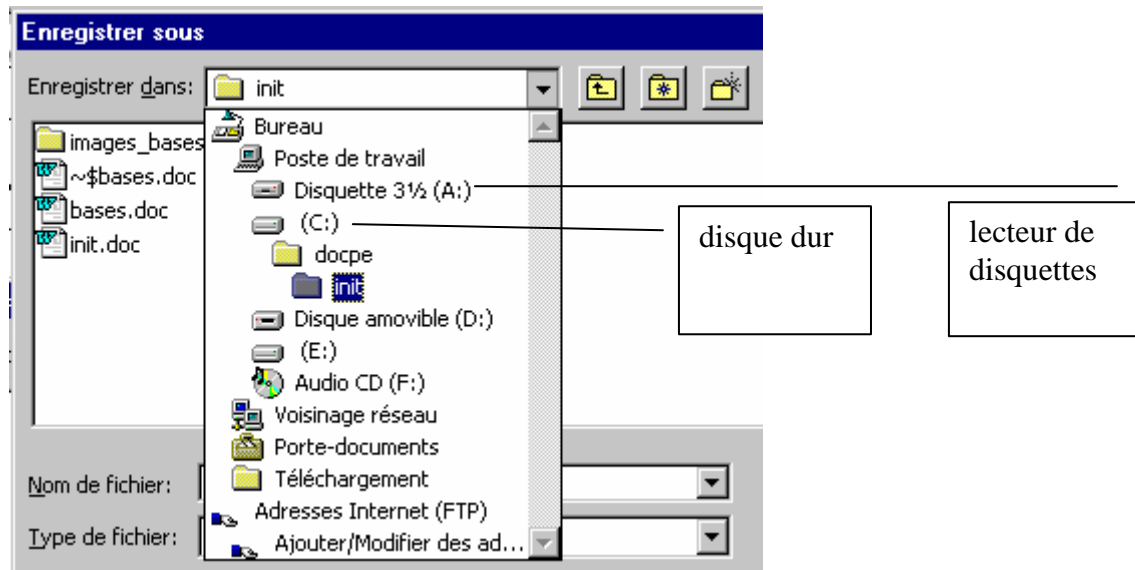 Enregistrer sous
Enregistrer dans: init
images_bases
~$bases.doc
bases.doc
init.doc
Bureau
Poste de travail
Disquette 3½ (A:)
(C:)
docpe
init
Disque amovible (D:)
(E:)
Audio CD (F:)
Voisinage réseau
Porte-documents
Téléchargement
Adresses Internet (FTP)
Ajouter/Modifier des ad...
Nom de fichier:
Type de fichier:
disque dur
lecteur de
disquettes